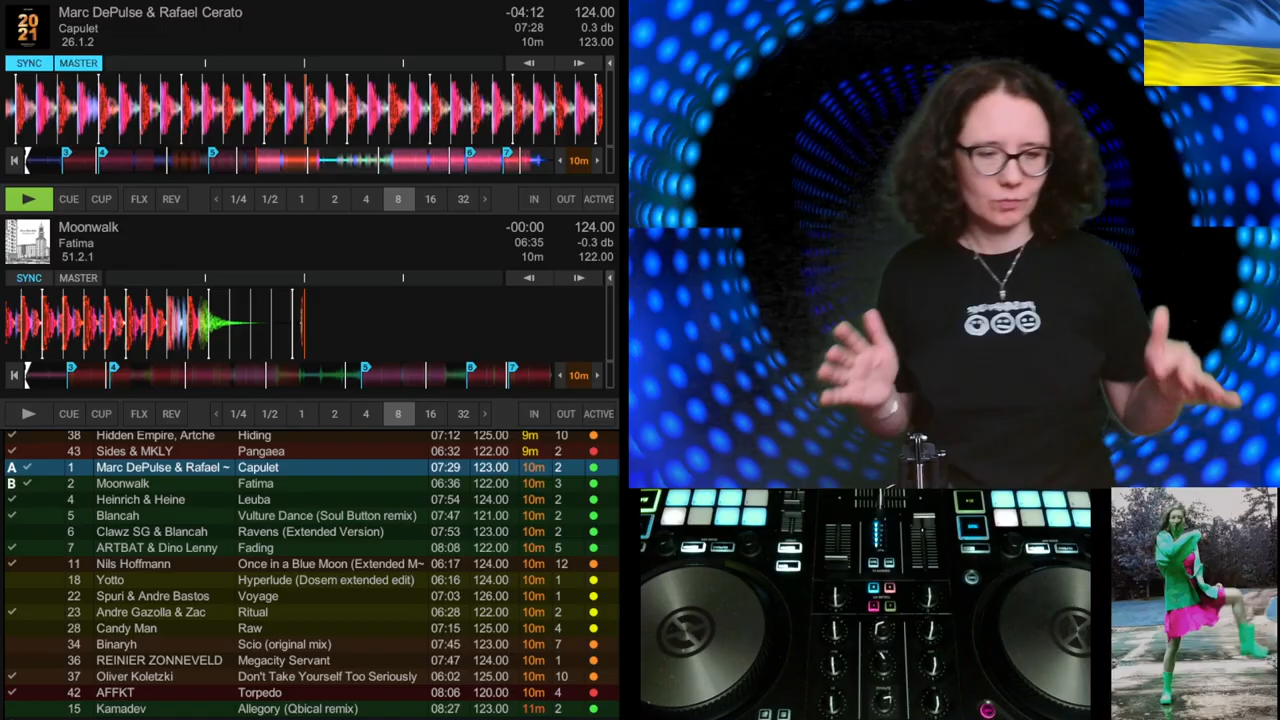 20
21
Marc DePulse & Rafael Cerato
Capulet
26.1.2
-04:12
07:28
10m
124.00
0.3 db
123.00
SYNC MASTER
3 4 5 6 7 10m
CUE CUP FLX REV 1/4 1/2 1 2 4 8 16 32 IN OUT ACTIVE
Moonwalk
Fatima
51.2.1
-00:00
06:35
10m
124.00
-0.3 db
122.00
SYNC MASTER
3 4 5 6 7 10m
CUE CUP FLX REV 1/4 1/2 1 2 4 8 16 32 IN OUT ACTIVE
38 Hidden Empire, Artche Hiding 07:12 125.00 9m 10
43 Sides & MKLY Pangaea 06:32 122.00 9m 2
A 1 Marc DePulse & Rafael ~ Capulet 07:29 123.00 10m 2
B 2 Moonwalk Fatima 06:36 122.00 10m 3
4 Heinrich & Heine Leuba 07:54 124.00 10m 2
5 Blancah Vulture Dance (Soul Button remix) 07:47 121.00 10m 2
6 Clawz SG & Blancah Ravens (Extended Version) 07:53 123.00 10m 2
7 ARTBAT & Dino Lenny Fading 08:08 122.00 10m 5
11 Nils Hoffmann Once in a Blue Moon (Extended M~ 06:17 124.00 10m 12
18 Yotto Hyperlude (Dosem extended edit) 06:16 124.00 10m 1
22 Spuri & Andre Bastos Voyage 07:03 126.00 10m 1
23 Andre Gazolla & Zac Ritual 06:28 122.00 10m 2
28 Candy Man Raw 07:15 125.00 10m 4
34 Binaryh Scio (original mix) 07:45 123.00 10m 7
36 REINIER ZONNEVELD Megacity Servant 07:47 124.00 10m 1
37 Oliver Koletzki Don't Take Yourself Too Seriously 06:02 125.00 10m 10
42 AFFKT Torpedo 08:06 120.00 10m 4
15 Kamadev Allegory (Qbical remix) 08:27 123.00 11m 2